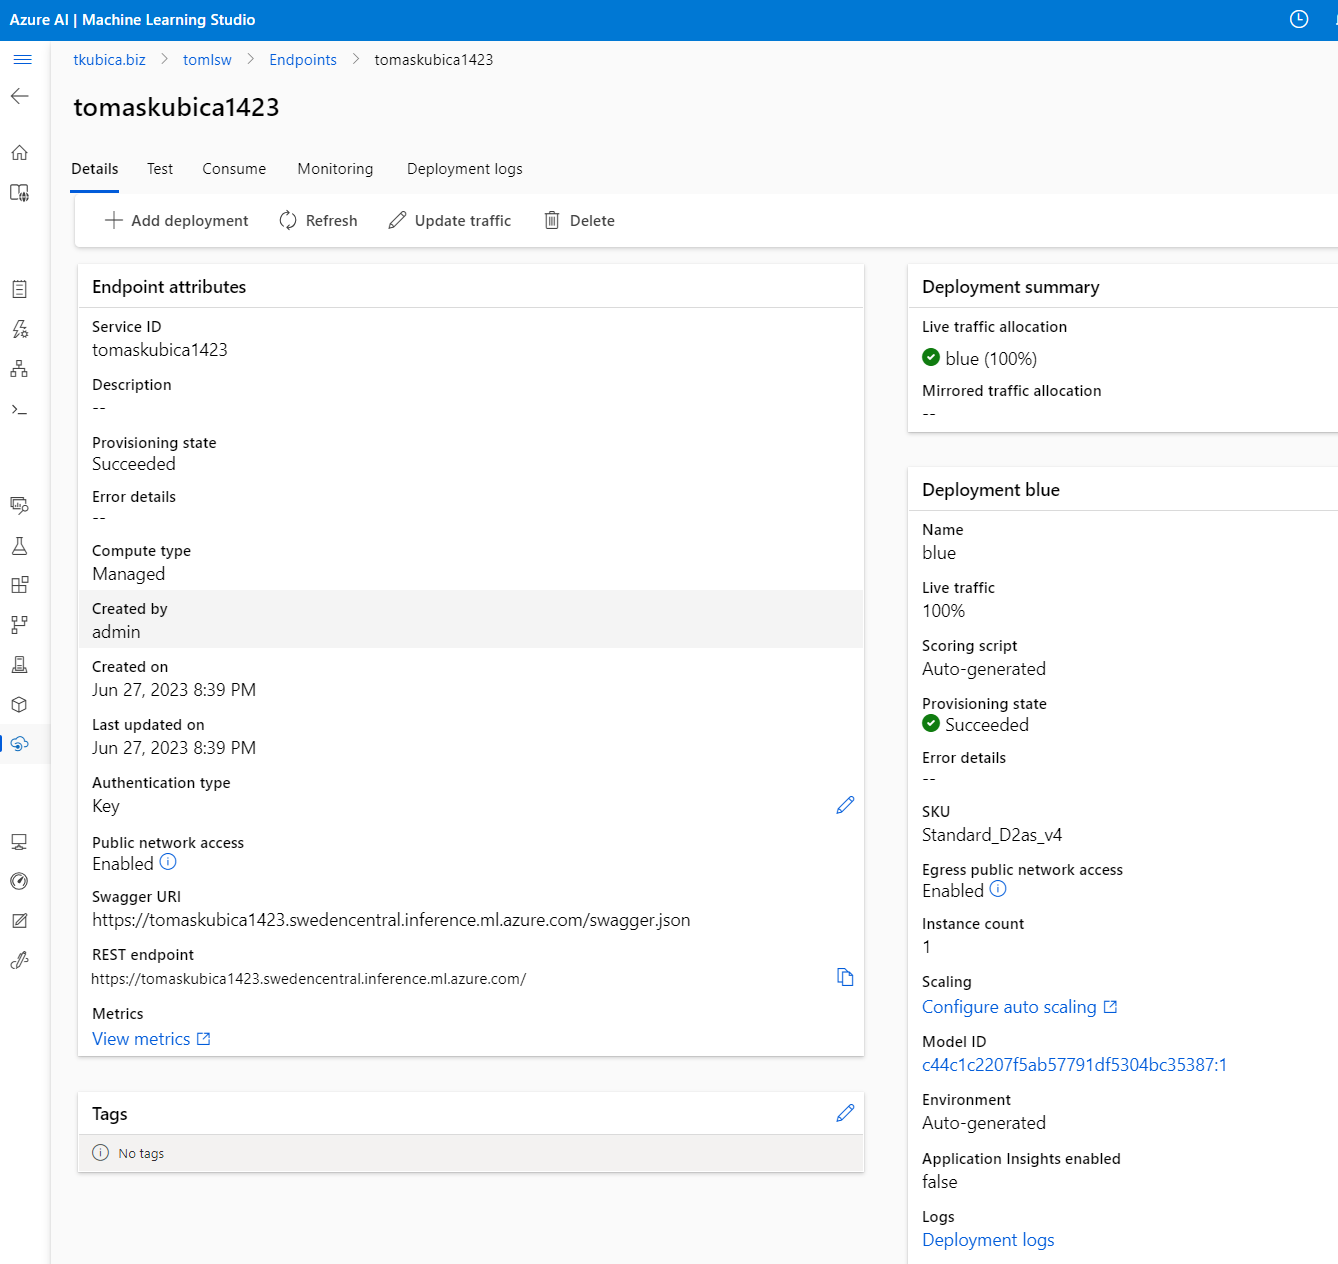 Azure AI | Machine Learning Studio
tkubica.biz > tomlsw > Endpoints > tomaskubica1423
tomaskubica1423
Details Test Consume Monitoring Deployment logs
Add deployment Refresh Update traffic Delete
Endpoint attributes
Service ID
tomaskubica1423
Description
--
Provisioning state
Succeeded
Error details
--
Compute type
Managed
Created by
admin
Created on
Jun 27, 2023 8:39 PM
Last updated on
Jun 27, 2023 8:39 PM
Authentication type
Key
Public network access
Enabled
Swagger URI
https://tomaskubica1423.swedencentral.inference.ml.azure.com/swagger.json
REST endpoint
https://tomaskubica1423.swedencentral.inference.ml.azure.com/
Metrics
View metrics
Tags
No tags
Deployment summary
Live traffic allocation
blue (100%)
Mirrored traffic allocation
--
Deployment blue
Name
blue
Live traffic
100%
Scoring script
Auto-generated
Provisioning state
Succeeded
Error details
--
SKU
Standard_D2as_v4
Egress public network access
Enabled
Instance count
1
Scaling
Configure auto scaling
Model ID
c44c1c2207f5ab57791df5304bc35387:1
Environment
Auto-generated
Application Insights enabled
false
Logs
Deployment logs